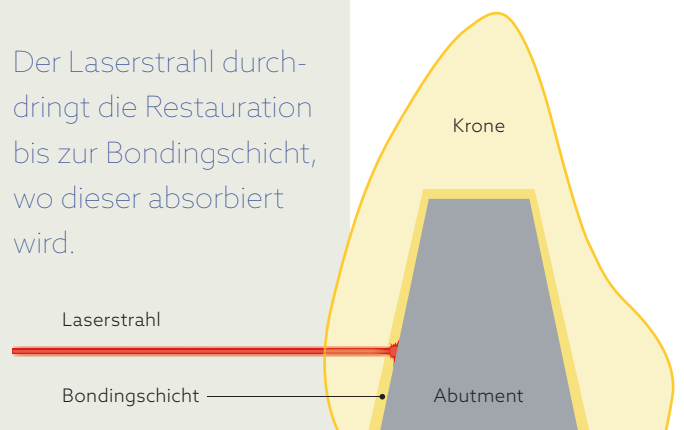 Der Laserstrahl durch-
dringt die Restauration
bis zur Bondingschicht,
wo dieser absorbiert
wird.
Krone
Laserstrahl
Bondingschicht
Abutment